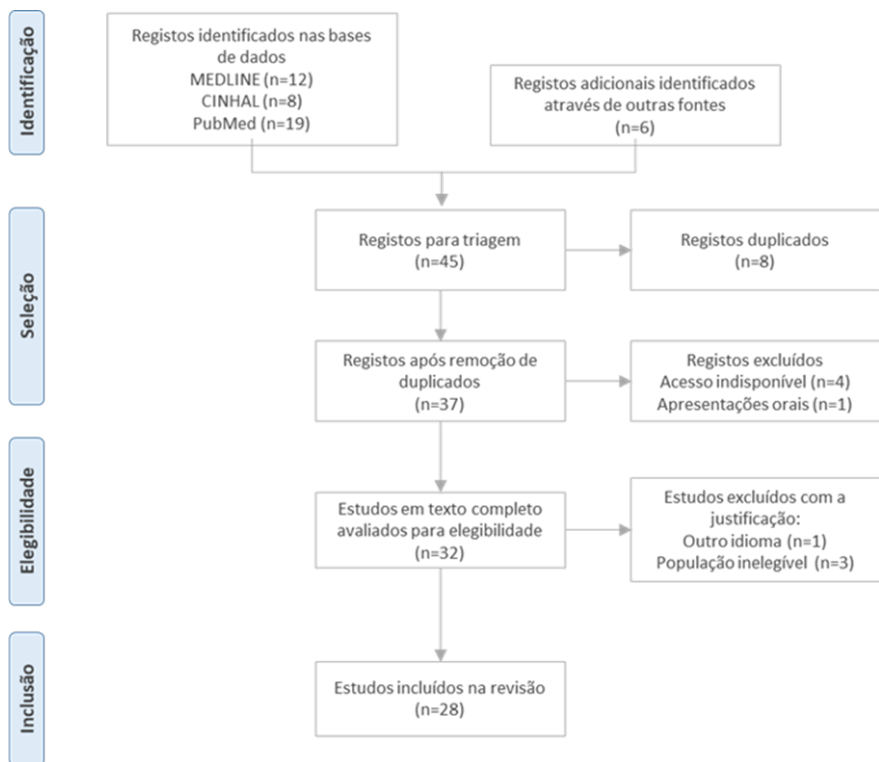 Identificação
Registos identificados nas bases
de dados
MEDLINE (n=12)
CINHAL (n=8)
PubMed (n=19)
Registos adicionais identificados
através de outras fontes
(n=6)
Seleção
Registos para triagem
(n=45)
Registos duplicados
(n=8)
Registos após remoção de
duplicados
(n=37)
Registos excluídos
Acesso indisponível (n=4)
Apresentações orais (n=1)
Elegibilidade
Estudos em texto completo
avaliados para elegibilidade
(n=32)
Estudos excluídos com a
justificação:
Outro idioma (n=1)
População inelegível (n=3)
Inclusão
Estudos incluídos na revisão
(n=28)